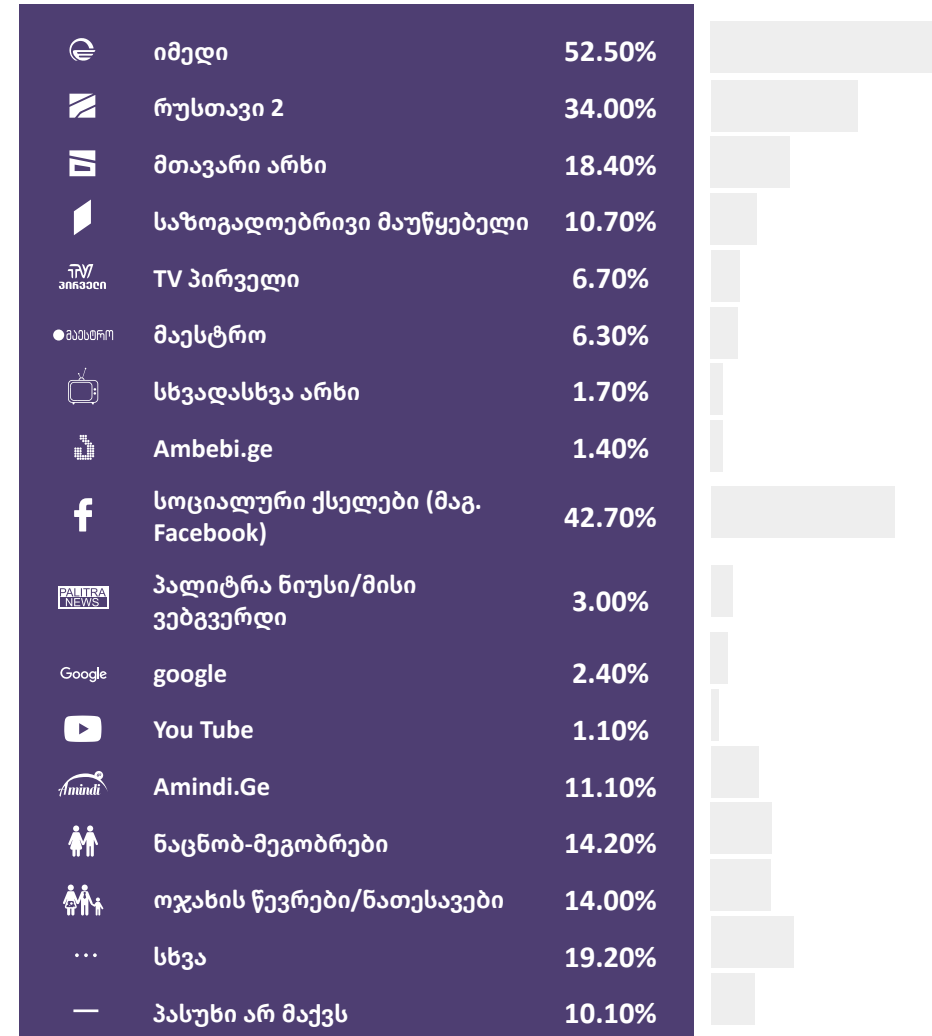 იმედი 52.50%
რუსთავი 2 34.00%
მთავარი არხი 18.40%
საზოგადოებრივი მაუწყებელი 10.70%
პირველი
TV პირველი 6.70%
მაესტრო
მაესტრო 6.30%
სხვადასხვა არხი 1.70%
Ambebi.ge 1.40%
სოციალური ქსელები (მაგ.
Facebook) 42.70%
PALITRA
NEWS
პალიტრა ნიუსი/მისი
ვებგვერდი 3.00%
Google google 2.40%
You Tube 1.10%
Amindi Amindi.Ge 11.10%
ნაცნობ-მეგობრები 14.20%
ოჯახის წევრები/ნათესავები 14.00%
... სხვა 19.20%
— პასუხი არ მაქვს 10.10%